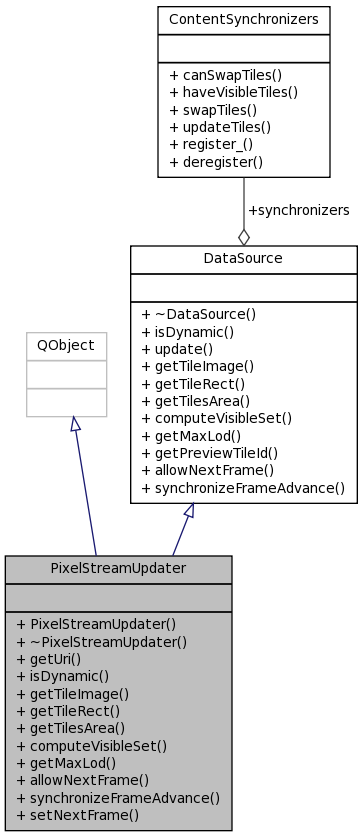 ContentSynchronizers
+ canSwapTiles()
+ haveVisibleTiles()
+ swapTiles()
+ updateTiles()
+ register_()
+ deregister()
+synchronizers
DataSource
+ ~DataSource()
+ isDynamic()
+ update()
+ getTileImage()
+ getTileRect()
+ getTilesArea()
+ computeVisibleSet()
+ getMaxLod()
+ getPreviewTileId()
+ allowNextFrame()
+ synchronizeFrameAdvance()
QObject
PixelStreamUpdater
+ PixelStreamUpdater()
+ ~PixelStreamUpdater()
+ getUri()
+ isDynamic()
+ getTileImage()
+ getTileRect()
+ getTilesArea()
+ computeVisibleSet()
+ getMaxLod()
+ allowNextFrame()
+ synchronizeFrameAdvance()
+ setNextFrame()